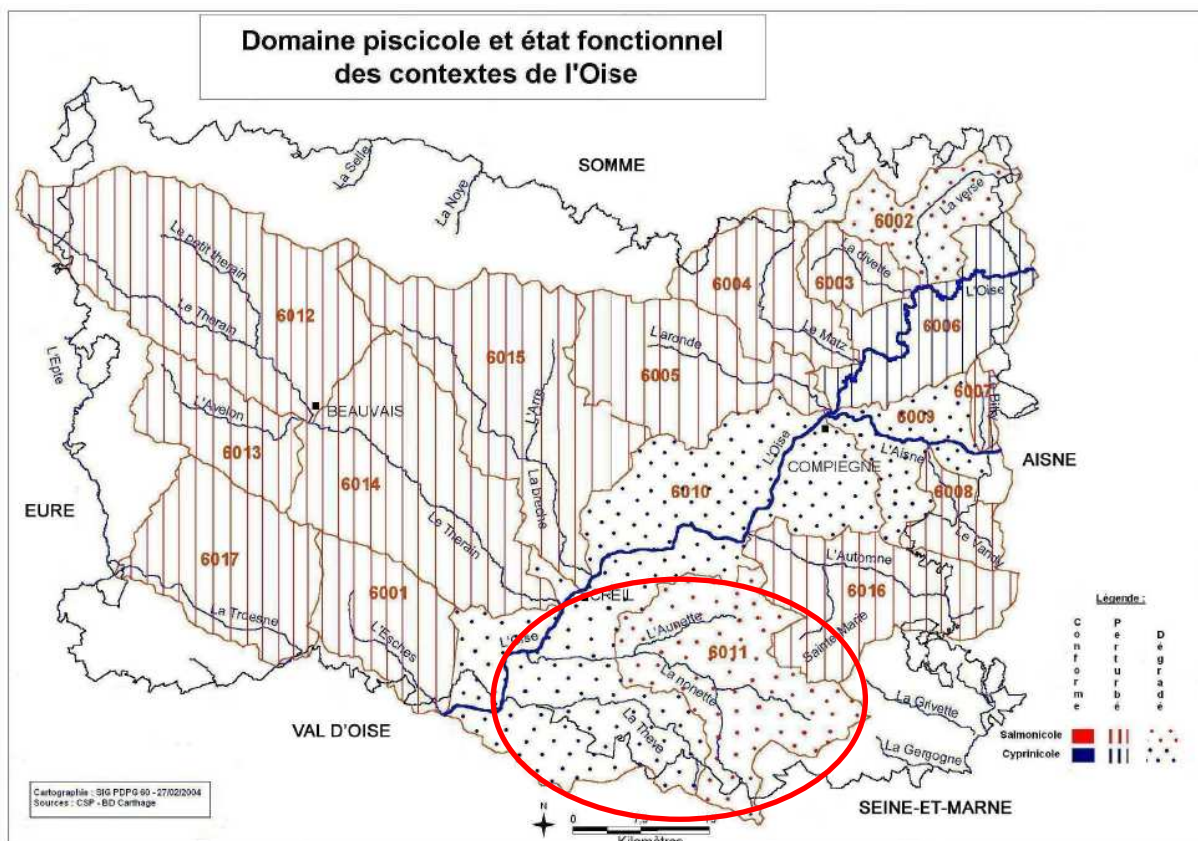 Domaine piscicole et état fonctionnel
des contextes de l'Oise
SOMME
La Selle
La Noye
La verse
6002
Le petit therain
La divette
6004
6003
L'Oise
6012
Le Therain
6006
6015
Le Matz
L'aronde
6005
L'Epte
6007
L'Arre
BEAUVAIS
6009
L'Avelon
L'Oise
L'Aisne
AISNE
COMPIEGNE
6013
6010
6008
6014
La breche
EURE
Le Therain
Le Vandy
L'Automne
6017
6001
CREIL
6016
Légende :
La Troesne
L'Esches
L'Oise
L'Aunette
6011
Sainte Marie
Conforme
Perturbé
Dégradé
La nonette
La Grivette
VAL D'OISE
La Theve
La Gergogne
Salmonicole
Cyprinicole
SEINE-ET-MARNE
Cartographie : SIG PDPG 60 - 27/02/2004
Sources : CSP - BD Carthage
N
0
Kilomètres